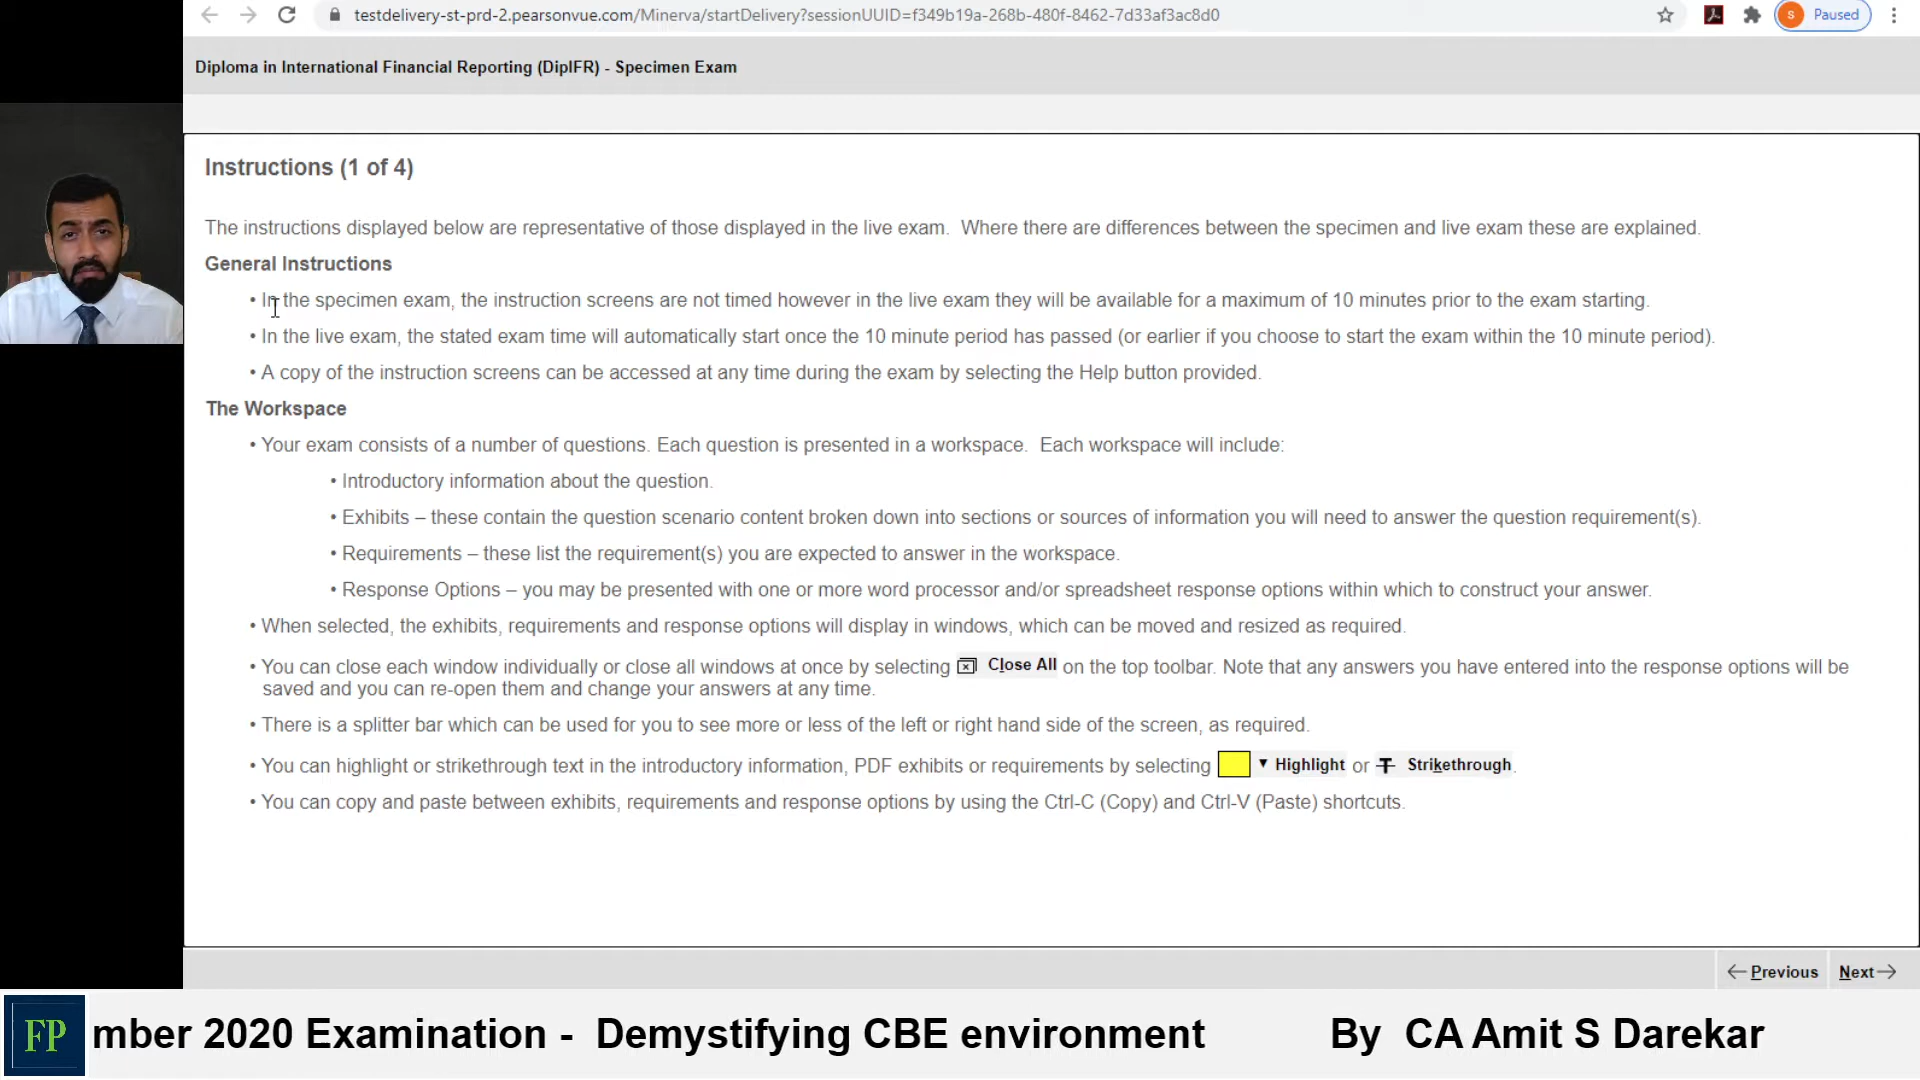 testdelivery-st-prd-2.pearsonvue.com/Minerva/startDelivery?sessionUUID=f349b19a-268b-480f-8462-7d33af3ac8d0
S Paused
Diploma in International Financial Reporting (DipIFR) - Specimen Exam
Instructions (1 of 4)
The instructions displayed below are representative of those displayed in the live exam.  Where there are differences between the specimen and live exam these are explained.
General Instructions
• In the specimen exam, the instruction screens are not timed however in the live exam they will be available for a maximum of 10 minutes prior to the exam starting.
• In the live exam, the stated exam time will automatically start once the 10 minute period has passed (or earlier if you choose to start the exam within the 10 minute period).
• A copy of the instruction screens can be accessed at any time during the exam by selecting the Help button provided.
The Workspace
• Your exam consists of a number of questions. Each question is presented in a workspace.  Each workspace will include:
• Introductory information about the question.
• Exhibits – these contain the question scenario content broken down into sections or sources of information you will need to answer the question requirement(s).
• Requirements – these list the requirement(s) you are expected to answer in the workspace.
• Response Options – you may be presented with one or more word processor and/or spreadsheet response options within which to construct your answer.
• When selected, the exhibits, requirements and response options will display in windows, which can be moved and resized as required.
• You can close each window individually or close all windows at once by selecting Close All on the top toolbar. Note that any answers you have entered into the response options will be
saved and you can re-open them and change your answers at any time.
• There is a splitter bar which can be used for you to see more or less of the left or right hand side of the screen, as required.
• You can highlight or strikethrough text in the introductory information, PDF exhibits or requirements by selecting Highlight or Strikethrough.
• You can copy and paste between exhibits, requirements and response options by using the Ctrl-C (Copy) and Ctrl-V (Paste) shortcuts.
Previous Next
FP mber 2020 Examination -  Demystifying CBE environment By  CA Amit S Darekar